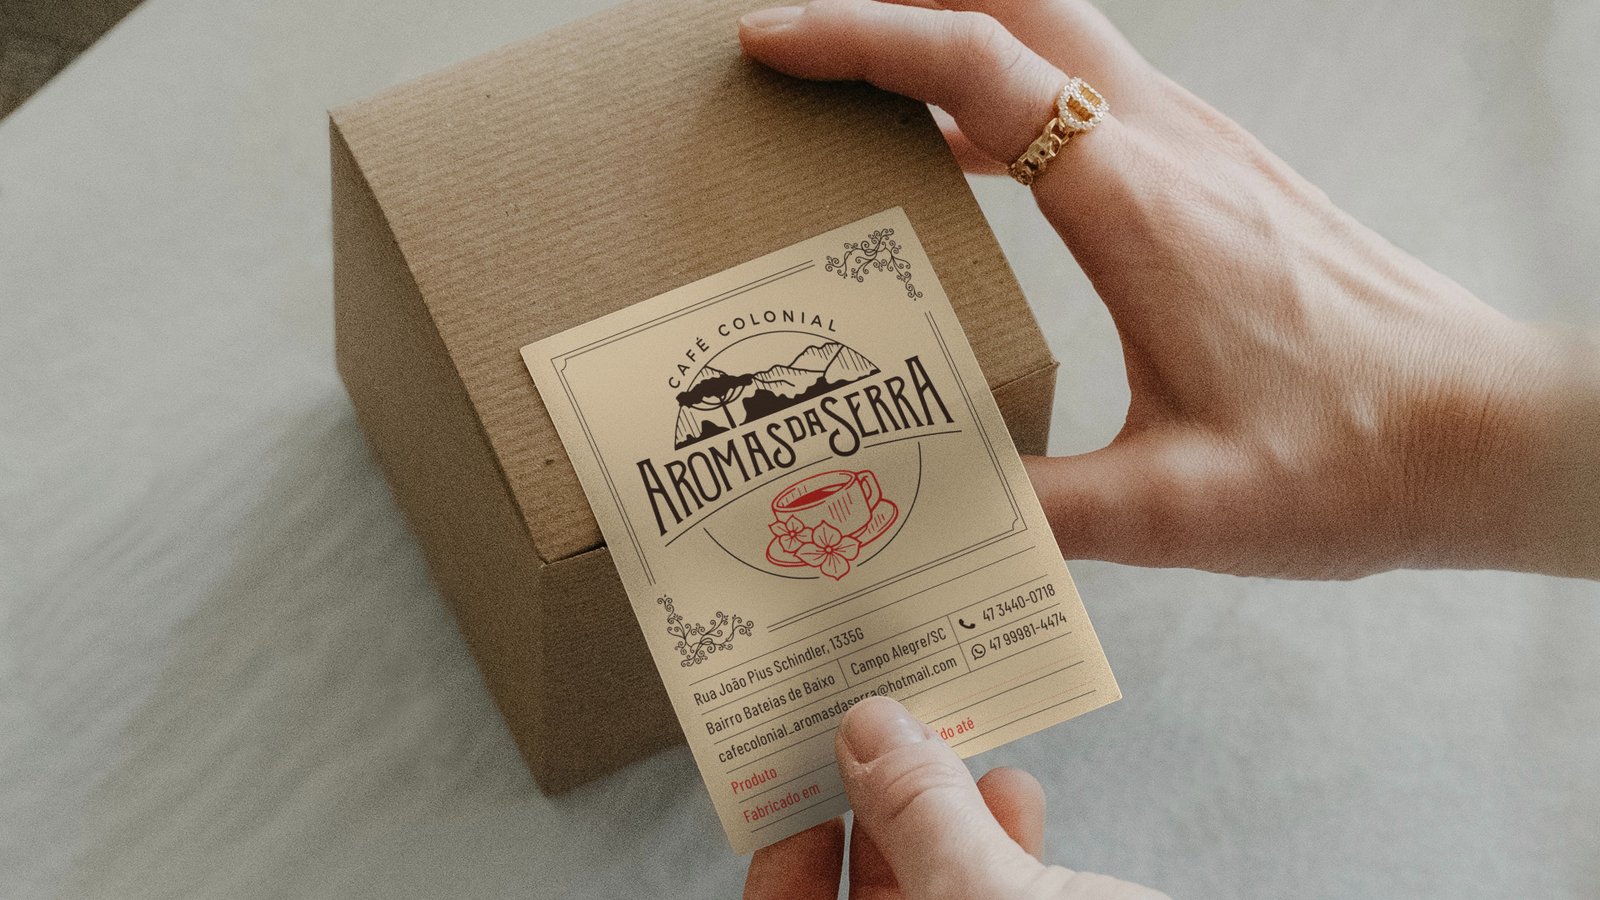 CAFÉ COLONIAL
AROMAS DA SERRA
Rua João Pius Schindler, 1335G
Bairro Bateias de Baixo
Campo Alegre/SC
cafecolonial_aromasdaserra@hotmail.com
47 3440-0718
47 99981-4474
Produto
Fabricado em
do até